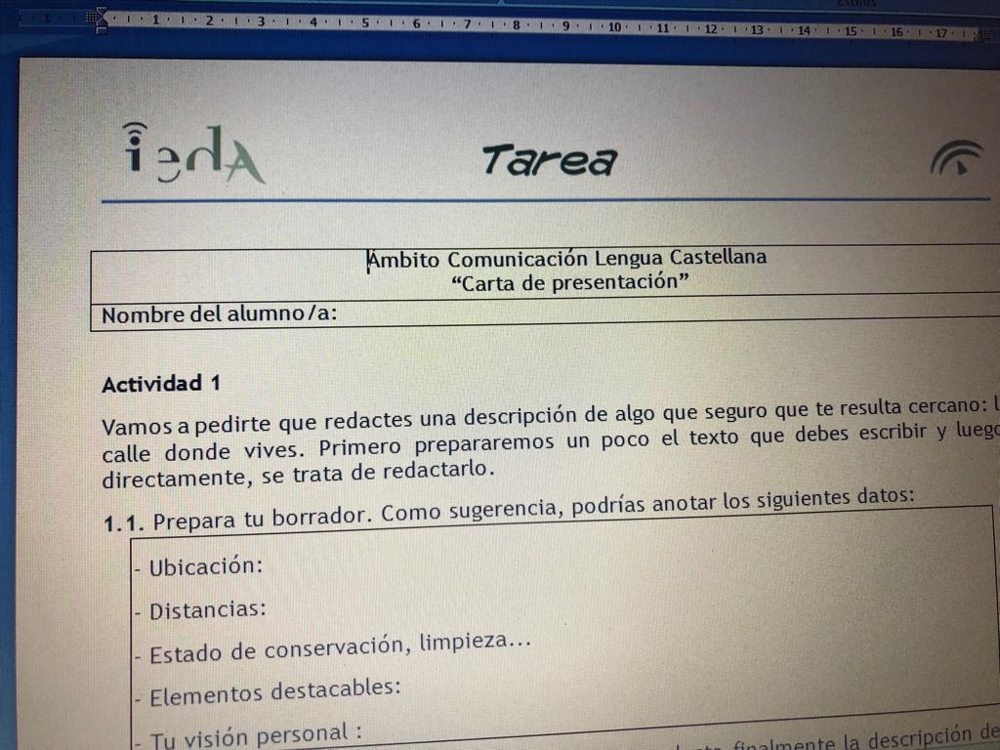 1 1 2 3 4 5 6 7 8 9 10 11 12 13 14 15 16 17
iedA
Tarea
Ámbito Comunicación Lengua Castellana
“Carta de presentación”
Nombre del alumno/a:
Actividad 1
Vamos a pedirte que redactes una descripción de algo que seguro que te resulta cercano:
calle donde vives. Primero prepararemos un poco el texto que debes escribir y luego
directamente, se trata de redactarlo.
1.1. Prepara tu borrador. Como sugerencia, podrías anotar los siguientes datos:
- Ubicación:
- Distancias:
- Estado de conservación, limpieza...
- Elementos destacables:
- Tu visión personal :
finalmente la descripción de